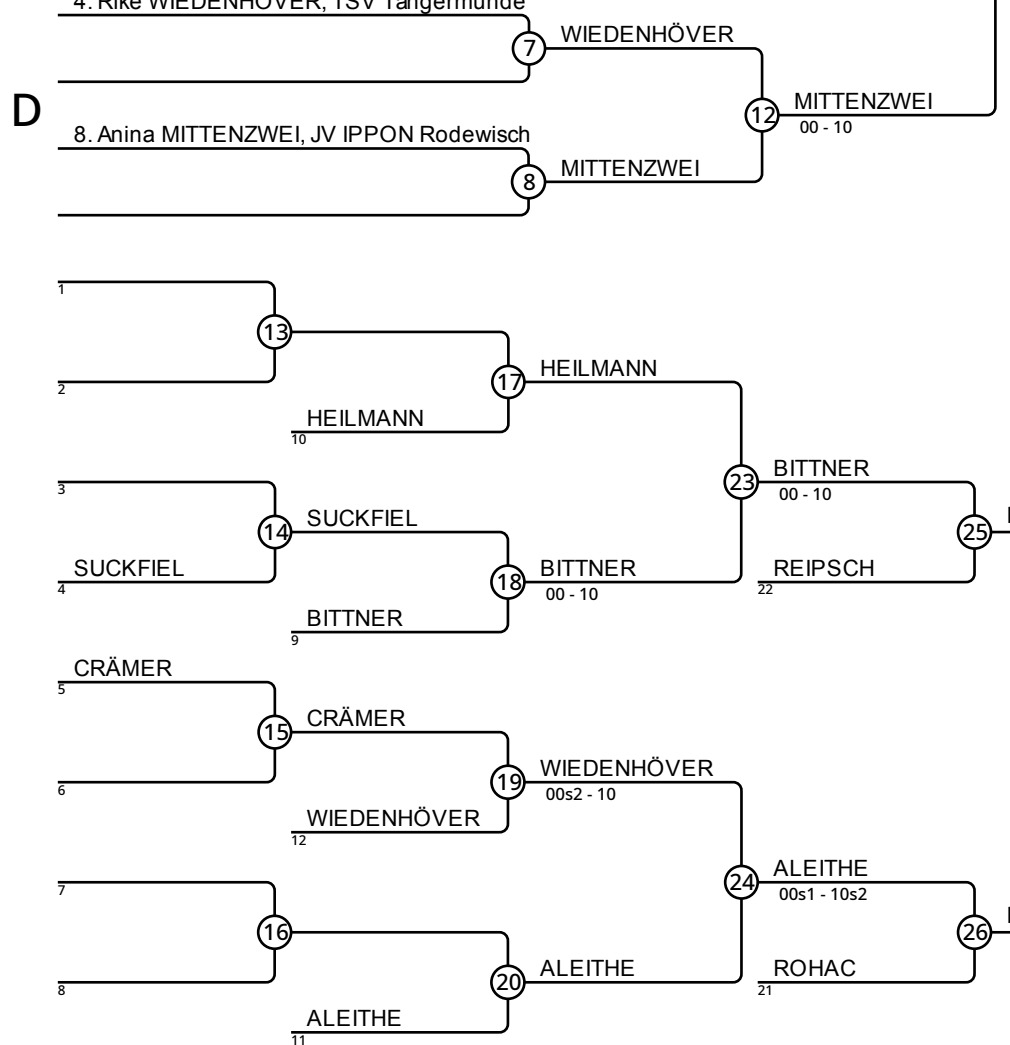 4. Rike WIEDENHÖVER, TSV Tangermünde
WIEDENHÖVER
7
D
MITTENZWEI
12
00 - 10
8. Anina MITTENZWEI, JV IPPON Rodewisch
MITTENZWEI
8
1
13
HEILMANN
17
2
HEILMANN
10
BITTNER
3
23
00 - 10
SUCKFIEL
14
25
SUCKFIEL
BITTNER
REIPSCH
4
18
00 - 10
22
BITTNER
9
CRÄMER
5
CRÄMER
15
WIEDENHÖVER
6
19
00s2 - 10
WIEDENHÖVER
12
ALEITHE
7
24
00s1 - 10s2
16
26
ALEITHE
ROHAC
8
20
21
ALEITHE
11